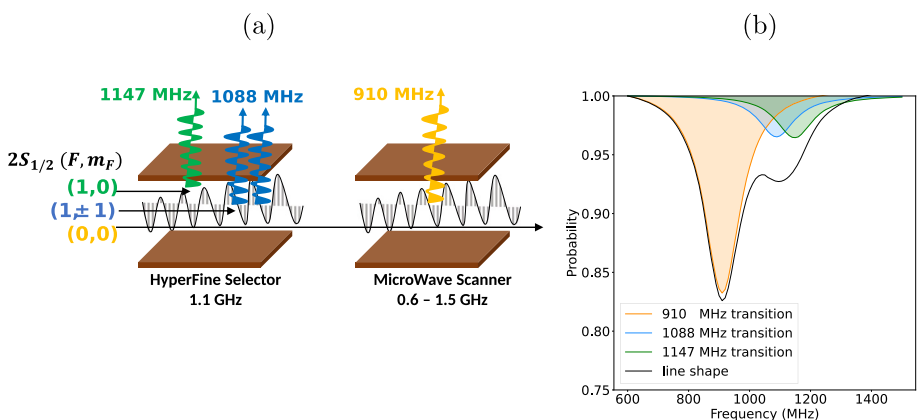 (a)
1147 MHz
1088 MHz
910 MHz
2S1/2 (F, mF)
(1,0)
(1,± 1)
(0,0)
HyperFine Selector
1.1 GHz
MicroWave Scanner
0.6 – 1.5 GHz
(b)
1.00
0.95
0.90
0.85
0.80
0.75
Probability
600
800
1000
1200
1400
Frequency (MHz)
910 MHz transition
1088 MHz transition
1147 MHz transition
line shape